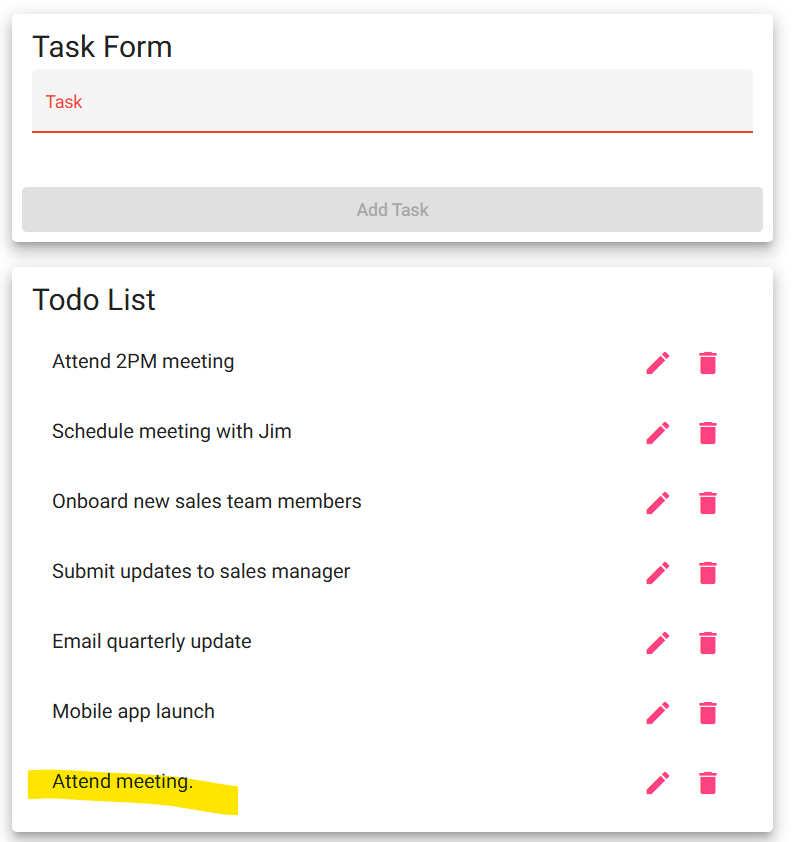 Task Form
Task
Add Task
Todo List
Attend 2PM meeting
Schedule meeting with Jim
Onboard new sales team members
Submit updates to sales manager
Email quarterly update
Mobile app launch
Attend meeting.